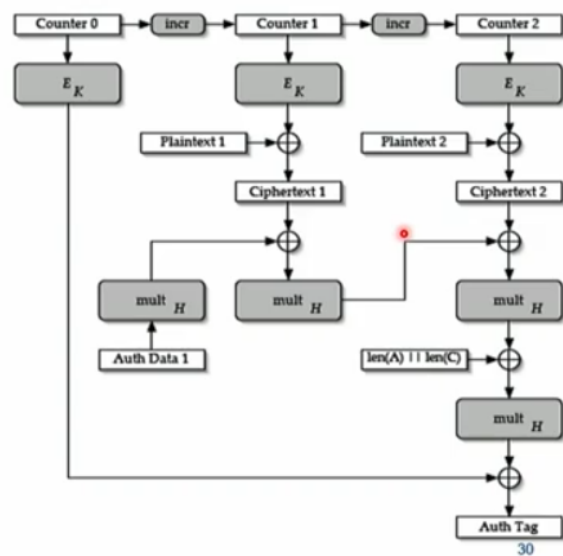 Counter 0
incr
Counter 1
incr
Counter 2
E K
E K
E K
Plaintext 1
Plaintext 2
Ciphertext 1
Ciphertext 2
mult H
mult H
mult H
Auth Data 1
len(A) || len(C)
mult H
Auth Tag
30